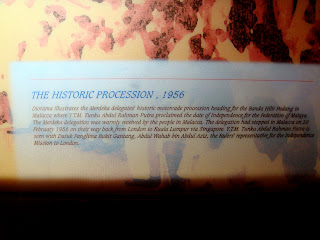 THE HISTORIC PROCESSION , 1956
Diorama illustrates the Merdeka delegates' historic motorcade procession heading for the Banda Hilir Padang in
Malacca where Y.T.M. Tunku Abdul Rahman Putra proclaimed the date of Independence for the Federation of Malaya.
The Merdeka delegation was warmly received by the people in Malacca. The delegation had stopped in Malacca on 20
February 1956 on their way back from London to Kuala Lumpur via Singapore. Y.T.M. Tunku Abdul Rahman Putra is
seen with Datuk Panglima Bukit Gantang, Abdul Wahab bin Abdul Aziz, the Rulers' representative for the Independence
Mission to London.